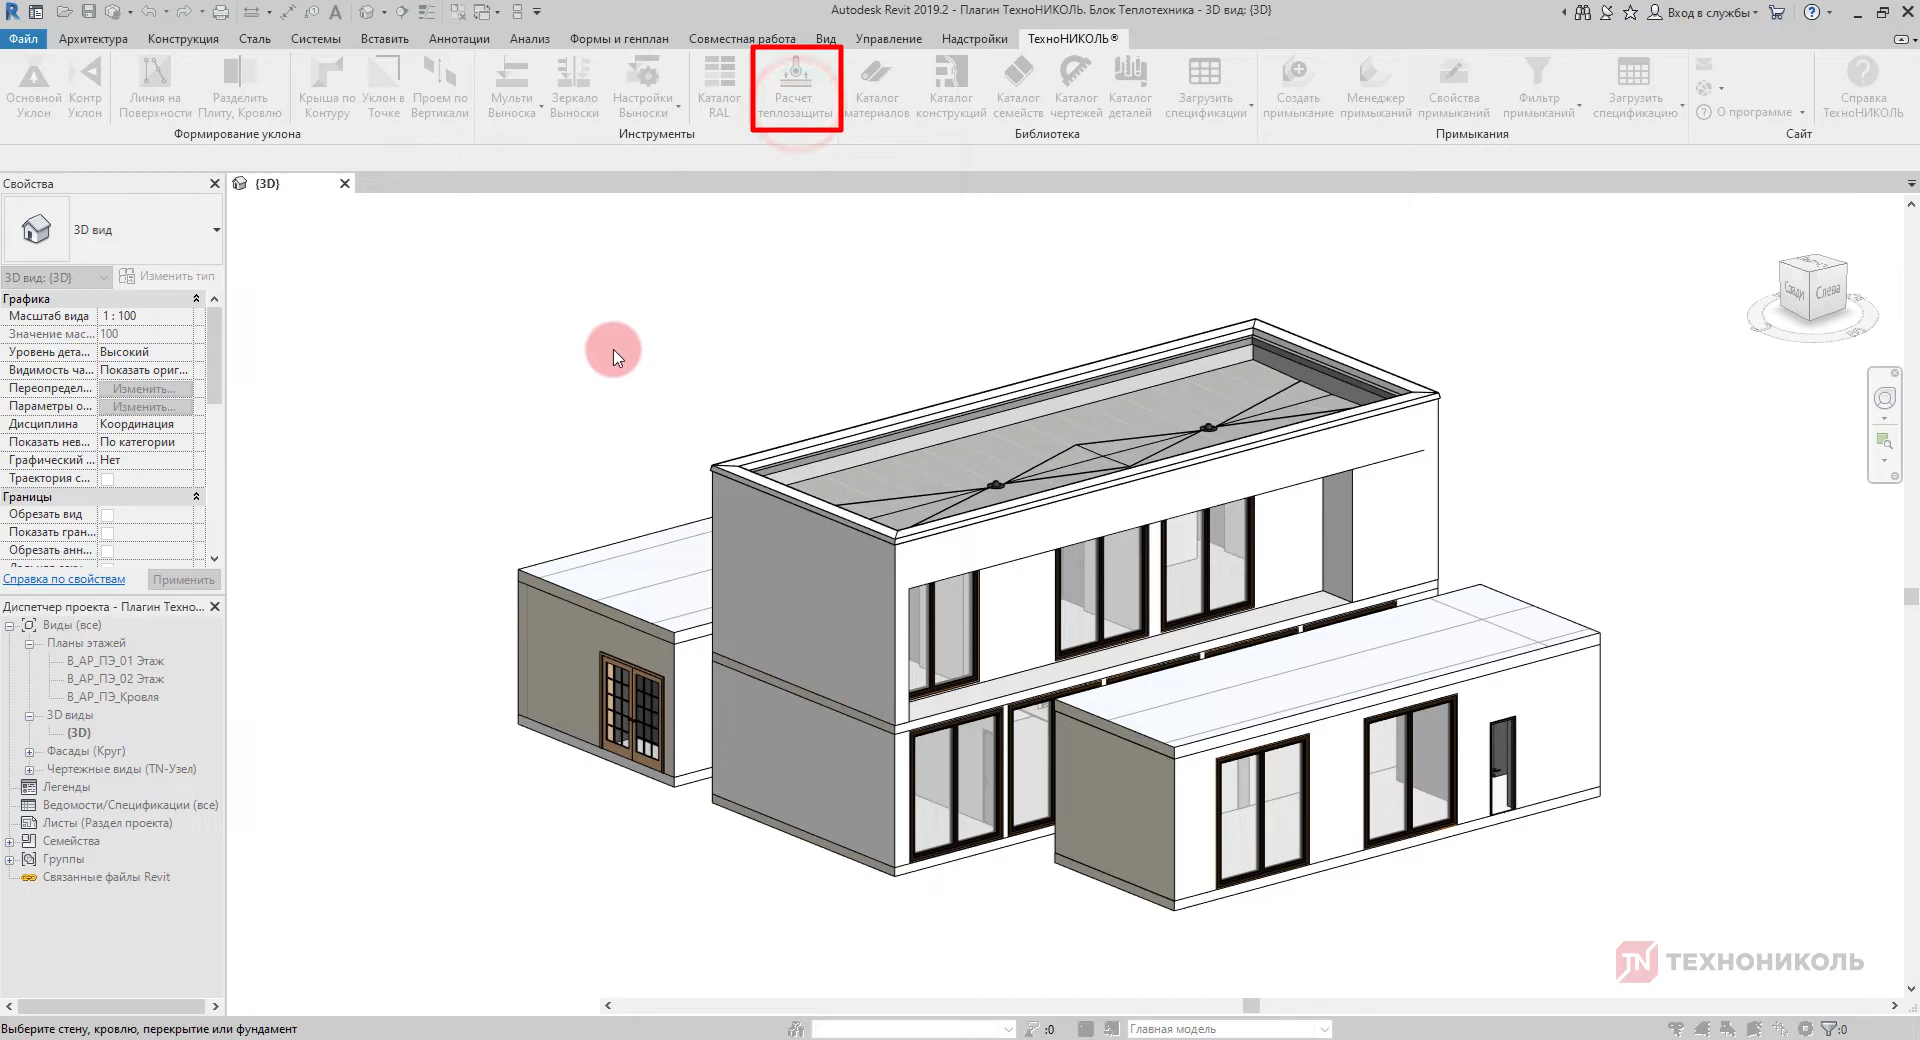 Autodesk Revit 2019.2 - Плагин ТехноНИКОЛЬ. Блок Теплотехника - 3D вид: {3D}
Вход в службы
Файл Архитектура Конструкция Сталь Системы Вставить Аннотации Анализ Формы и генплан Совместная работа Вид Управление Надстройки ТехноНИКОЛЬ®
Основной Уклон
Контр Уклон
Линия на Поверхности
Разделить Плиту, Кровлю
Крыша по Контуру
Уклон в Точке
Проем по Вертикали
Мульти Выноска
Зеркало Выноски
Настройки Выноски
Каталог RAL
Расчет теплозащиты
Каталог материалов
Каталог конструкций
Каталог семейств
Каталог чертежей
Каталог деталей
Загрузить спецификации
Создать примыкание
Менеджер примыканий
Свойства примыканий
Фильтр примыканий
Загрузить спецификацию
О программе
Справка ТехноНИКОЛЬ
Формирование уклона Инструменты Библиотека Примыкания Сайт
Свойства
{3D}
3D вид
3D вид: {3D} Изменить тип
Графика
Масштаб вида 1 : 100
Значение мас... 100
Уровень дета... Высокий
Видимость ча... Показать ориг...
Переопредел... Изменить...
Параметры о... Изменить...
Дисциплина Координация
Показать нев... По категории
Графический ... Нет
Траектория с...
Границы
Обрезать вид
Показать гран...
Обрезать анн...
Справка по свойствам Применить
Диспетчер проекта - Плагин Техно...
Виды (все)
Планы этажей
В_АР_ПЭ_01 Этаж
В_АР_ПЭ_02 Этаж
В_АР_ПЭ_Кровля
3D виды
{3D}
Фасады (Круг)
Чертежные виды (TN-Узел)
Легенды
Ведомости/Спецификации (все)
Листы (Раздел проекта)
Семейства
Группы
Связанные файлы Revit
Сзади Слева
TN ТЕХНОНИКОЛЬ
Выберите стену, кровлю, перекрытие или фундамент
:0
Главная модель
:0